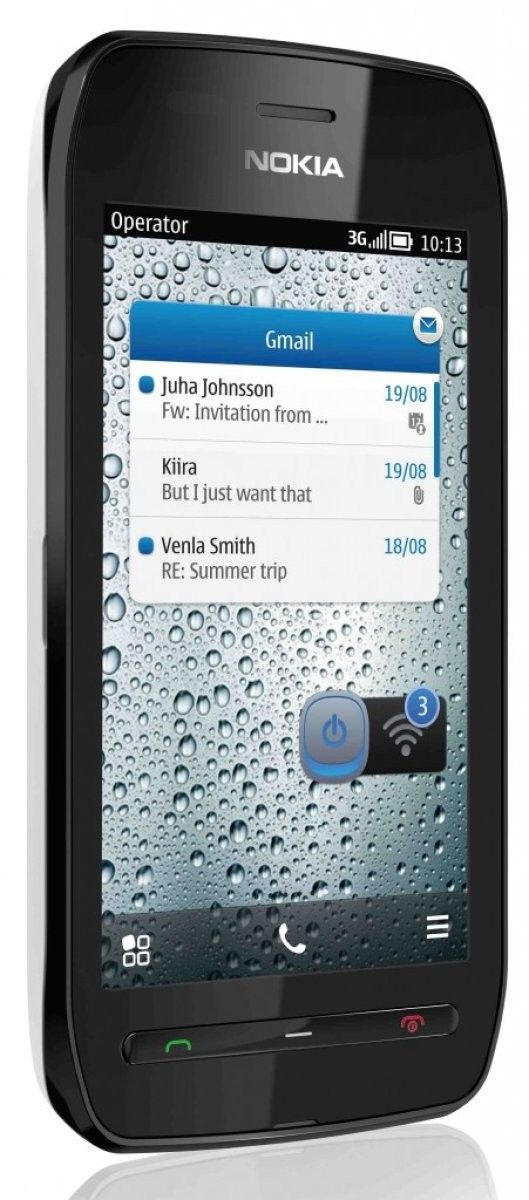 NOKIA
Operator
3G 10:13
Gmail
Juha Johnsson 19/08
Fw: Invitation from ...
Kiira 19/08
But I just want that
Venla Smith 18/08
RE: Summer trip
3